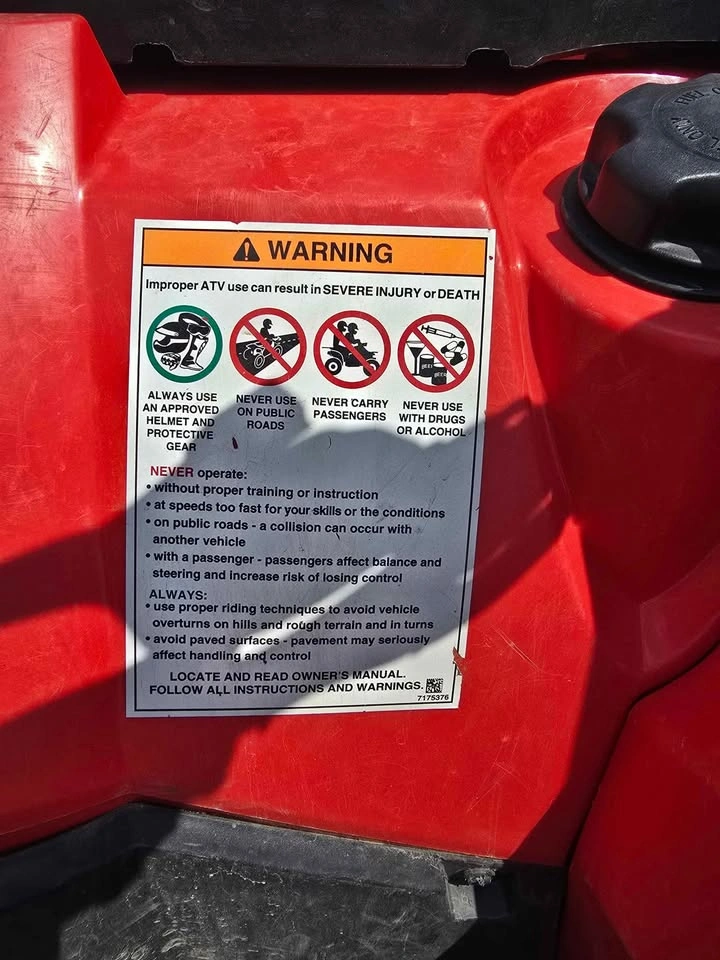 WARNING
Improper ATV use can result in SEVERE INJURY or DEATH
ALWAYS USE
AN APPROVED
HELMET AND
PROTECTIVE
GEAR
NEVER USE
ON PUBLIC
ROADS
NEVER CARRY
PASSENGERS
NEVER USE
WITH DRUGS
OR ALCOHOL
NEVER operate:
• without proper training or instruction
• at speeds too fast for your skills or the conditions
• on public roads - a collision can occur with
another vehicle
• with a passenger - passengers affect balance and
steering and increase risk of losing control
ALWAYS:
• use proper riding techniques to avoid vehicle
overturns on hills and rough terrain and in turns
• avoid paved surfaces - pavement may seriously
affect handling and control
LOCATE AND READ OWNER'S MANUAL.
FOLLOW ALL INSTRUCTIONS AND WARNINGS.
7175376
FUEL
ONLY